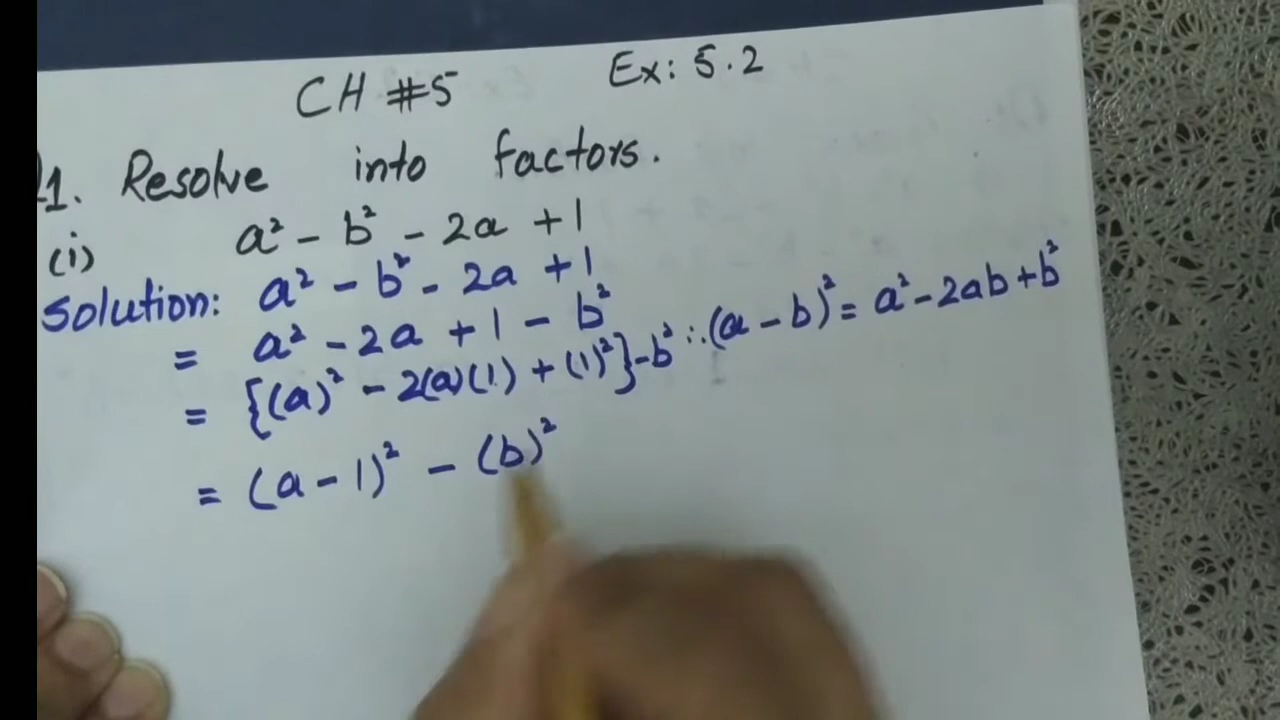 CH #5 Ex: 5.2
1. Resolve into factors.
(i) a² - b² - 2a + 1
Solution: a² - b² - 2a + 1
= a² - 2a + 1 - b²
= {(a)² - 2(a)(1) + (1)²} - b² ∵ (a - b)² = a² - 2ab + b²
= (a - 1)² - (b)²